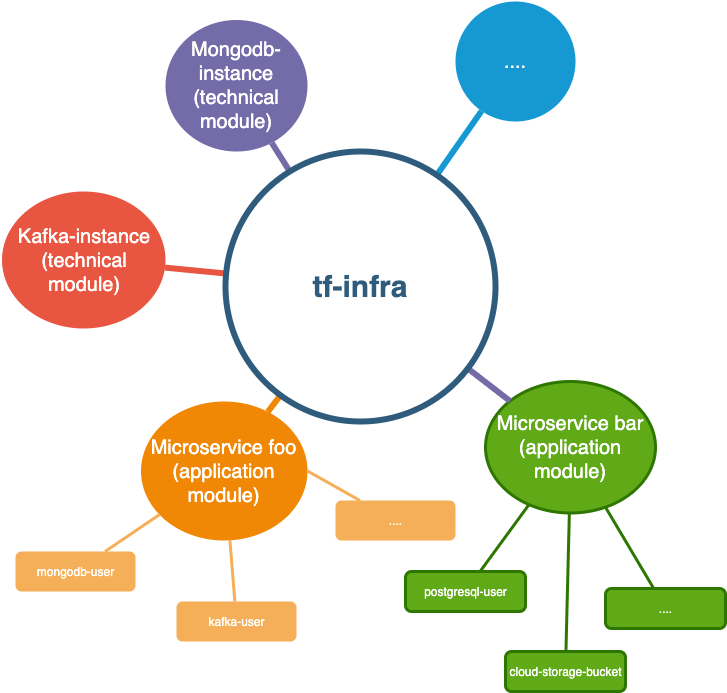 Mongodb-
instance
(technical
module)
....
Kafka-instance
(technical
module)
tf-infra
Microservice foo
(application
module)
Microservice bar
(application
module)
....
mongodb-user
kafka-user
postgresql-user
....
cloud-storage-bucket